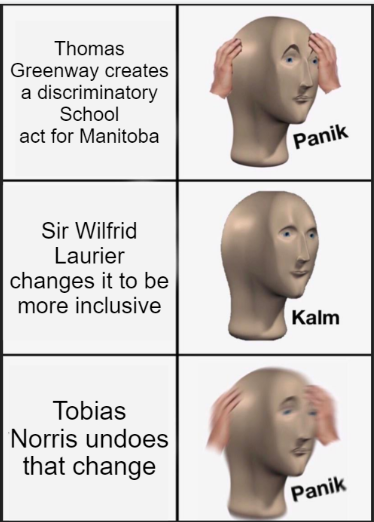 Thomas
Greenway creates
a discriminatory
School
act for Manitoba
Panik
Sir Wilfrid
Laurier
changes it to be
more inclusive
Kalm
Tobias
Norris undoes
that change
Panik